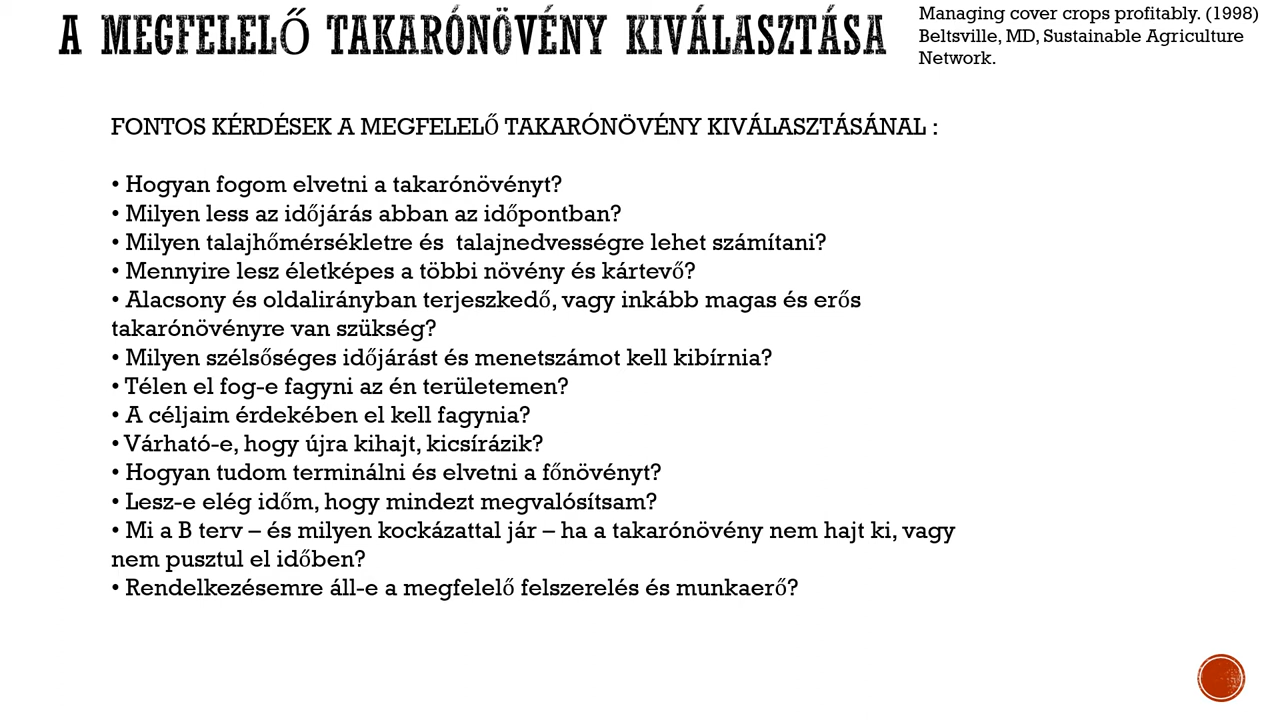 A MEGFELELŐ TAKARÓNÖVÉNY KIVÁLASZTÁSA
Managing cover crops profitably. (1998)
Beltsville, MD, Sustainable Agriculture
Network.
FONTOS KÉRDÉSEK A MEGFELELŐ TAKARÓNÖVÉNY KIVÁLASZTÁSÁNAL :
• Hogyan fogom elvetni a takarónövényt?
• Milyen less az időjárás abban az időpontban?
• Milyen talajhőmérsékletre és  talajnedvességre lehet számítani?
• Mennyire lesz életképes a többi növény és kártevő?
• Alacsony és oldalirányban terjeszkedő, vagy inkább magas és erős
takarónövényre van szükség?
• Milyen szélsőséges időjárást és menetszámot kell kibírnia?
• Télen el fog-e fagyni az én területemen?
• A céljaim érdekében el kell fagynia?
• Várható-e, hogy újra kihajt, kicsírázik?
• Hogyan tudom terminálni és elvetni a főnövényt?
• Lesz-e elég időm, hogy mindezt megvalósítsam?
• Mi a B terv – és milyen kockázattal jár – ha a takarónövény nem hajt ki, vagy
nem pusztul el időben?
• Rendelkezésemre áll-e a megfelelő felszerelés és munkaerő?